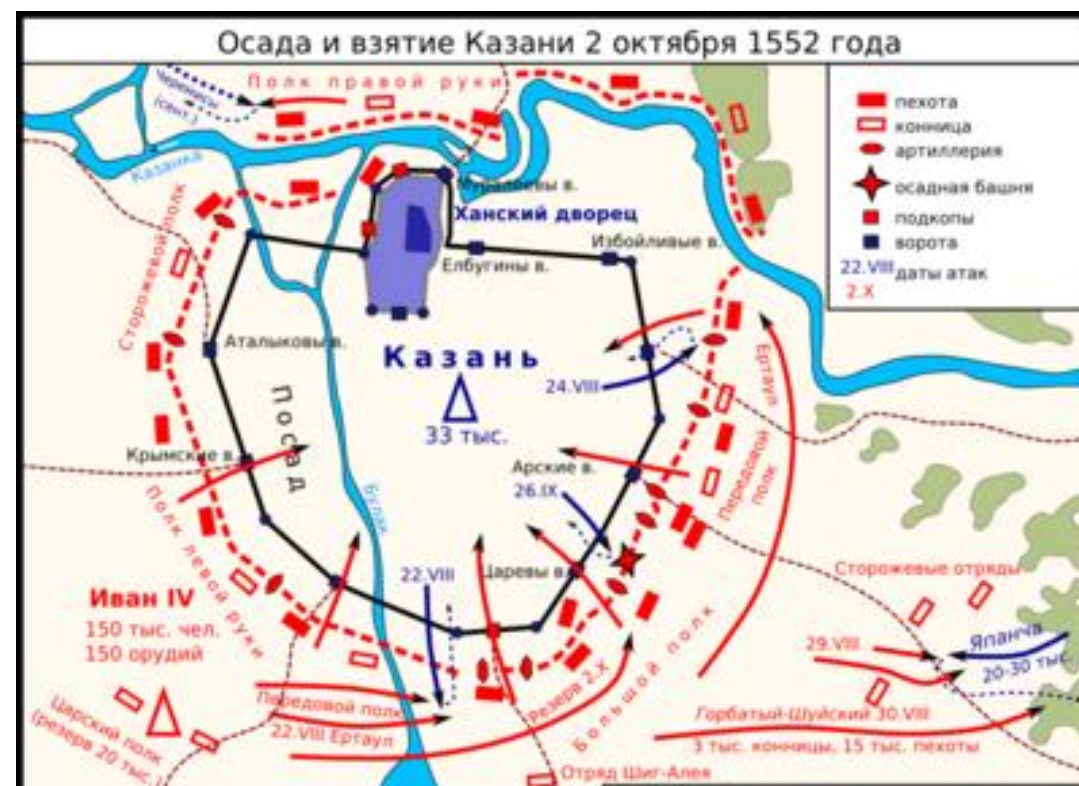 Осада и взятие Казани 2 октября 1552 года
Полк правой руки
Черемисы
(сент.)
Казанка
пехота
конница
артиллерия
осадная башня
подкопы
ворота
22.VIII даты атак
2.X
Муралеевы в.
Ханский дворец
Избойливые в.
Елбугины в.
Сторожевой полк
Аталыковы в.
Казань
33 тыс.
24.VIII
Ертаул
Посад
Крымские в.
Арские в.
26.IX
Передовой
полк
Булак
Полк левой руки
22.VIII
Царевы в.
Сторожевые отряды
Иван IV
150 тыс. чел.
150 орудий
29.VIII
Япанча
20-30 тыс.
Царский полк
(резерв 20 тыс.)
Передовой полк
22.VIII Ертаул
Резерв 2.X
Большой полк
Горбатый-Шуйский 30.VIII
3 тыс. конницы, 15 тыс. пехоты
Отряд Шиг-Алея